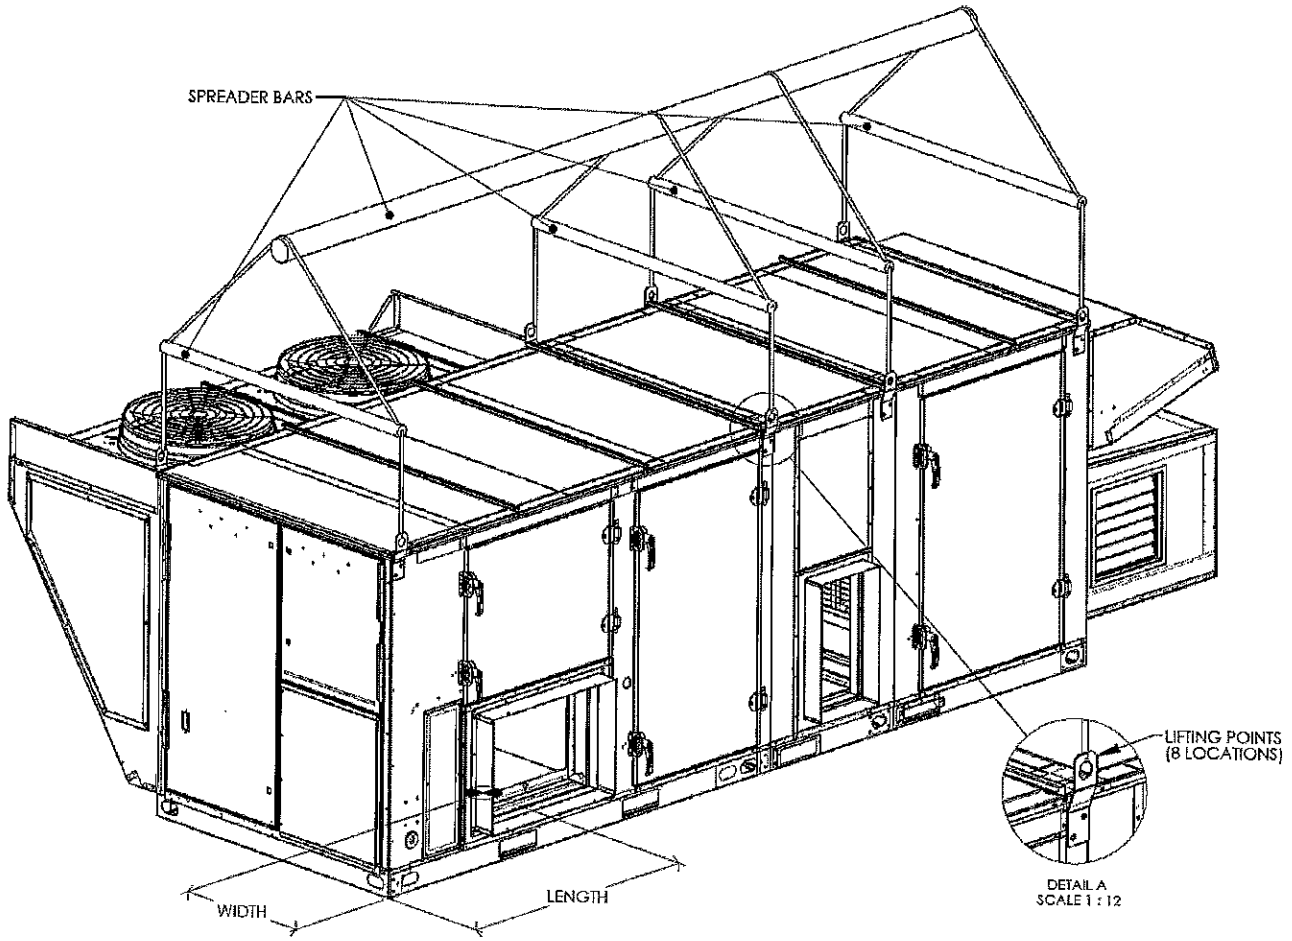 SPREADER BARS
LIFTING POINTS
(8 LOCATIONS)
DETAIL A
SCALE 1 : 12
WIDTH
LENGTH